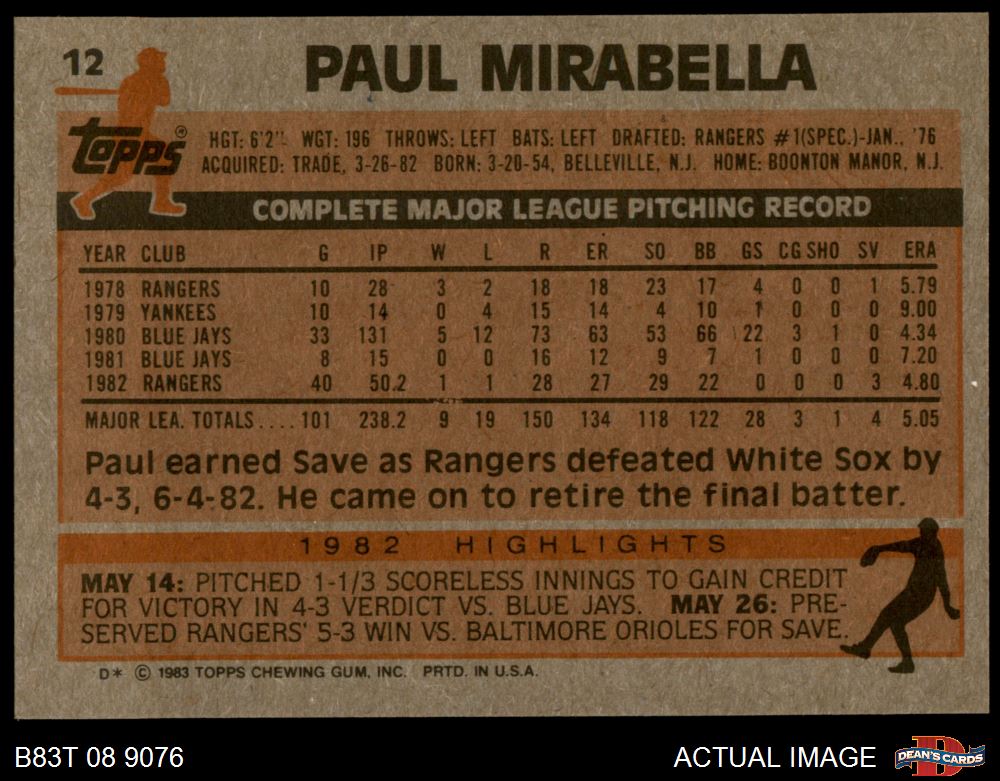 12
PAUL MIRABELLA
Topps®
HGT: 6'2" WGT: 196 THROWS: LEFT BATS: LEFT DRAFTED: RANGERS #1(SPEC.)-JAN., '76
ACQUIRED: TRADE, 3-26-82 BORN: 3-20-54, BELLEVILLE, N.J. HOME: BOONTON MANOR, N.J.
COMPLETE MAJOR LEAGUE PITCHING RECORD
YEAR CLUB G IP W L R ER SO BB GS CG SHO SV ERA
1978 RANGERS 10 28 3 2 18 18 23 17 4 0 0 1 5.79
1979 YANKEES 10 14 0 4 15 14 4 10 1 0 0 0 9.00
1980 BLUE JAYS 33 131 5 12 73 63 53 66 22 3 1 0 4.34
1981 BLUE JAYS 8 15 0 0 16 12 9 7 1 0 0 0 7.20
1982 RANGERS 40 50.2 1 1 28 27 29 22 0 0 0 3 4.80
MAJOR LEA. TOTALS.... 101 238.2 9 19 150 134 118 122 28 3 1 4 5.05
Paul earned Save as Rangers defeated White Sox by
4-3, 6-4-82. He came on to retire the final batter.
1982 HIGHLIGHTS
MAY 14: PITCHED 1-1/3 SCORELESS INNINGS TO GAIN CREDIT
FOR VICTORY IN 4-3 VERDICT VS. BLUE JAYS. MAY 26: PRE-
SERVED RANGERS' 5-3 WIN VS. BALTIMORE ORIOLES FOR SAVE.
D* © 1983 TOPPS CHEWING GUM, INC. PRTD. IN U.S.A.
B83T 08 9076
ACTUAL IMAGE
D
DEAN'S CARDS